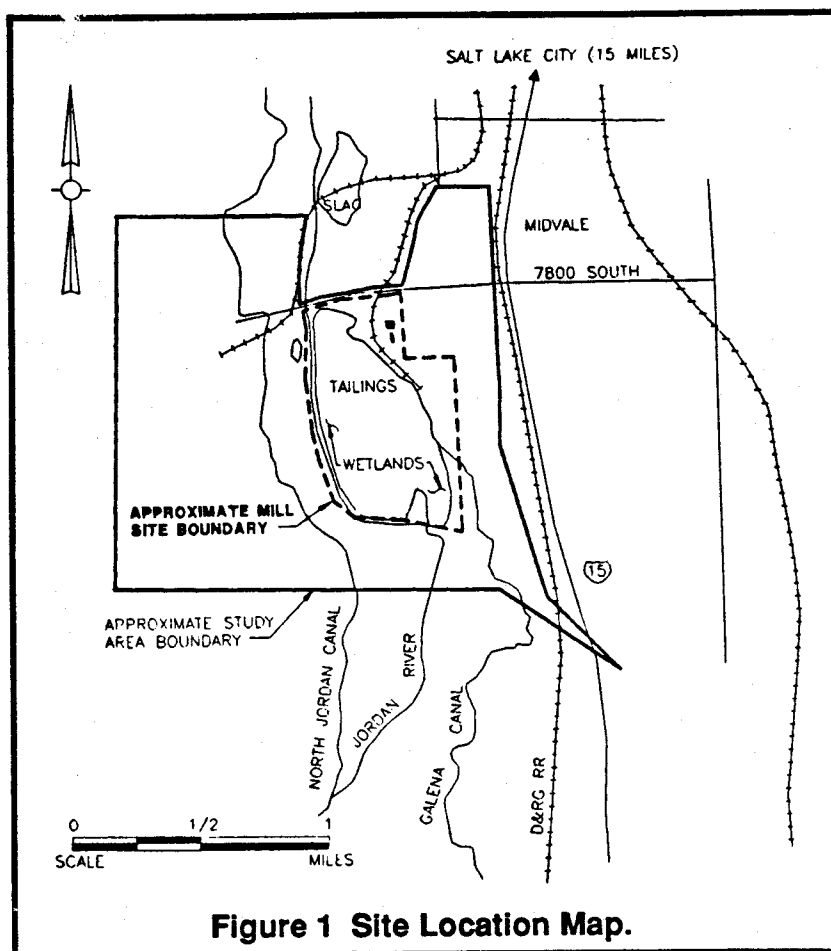 SALT LAKE CITY (15 MILES)
SLAG
MIDVALE
7800 SOUTH
TAILINGS
WETLANDS
APPROXIMATE MILL
SITE BOUNDARY
15
APPROXIMATE STUDY
AREA BOUNDARY
NORTH JORDAN CANAL
JORDAN RIVER
GALENA CANAL
D&RG RR
0 1/2 1
SCALE MILES
Figure 1 Site Location Map.